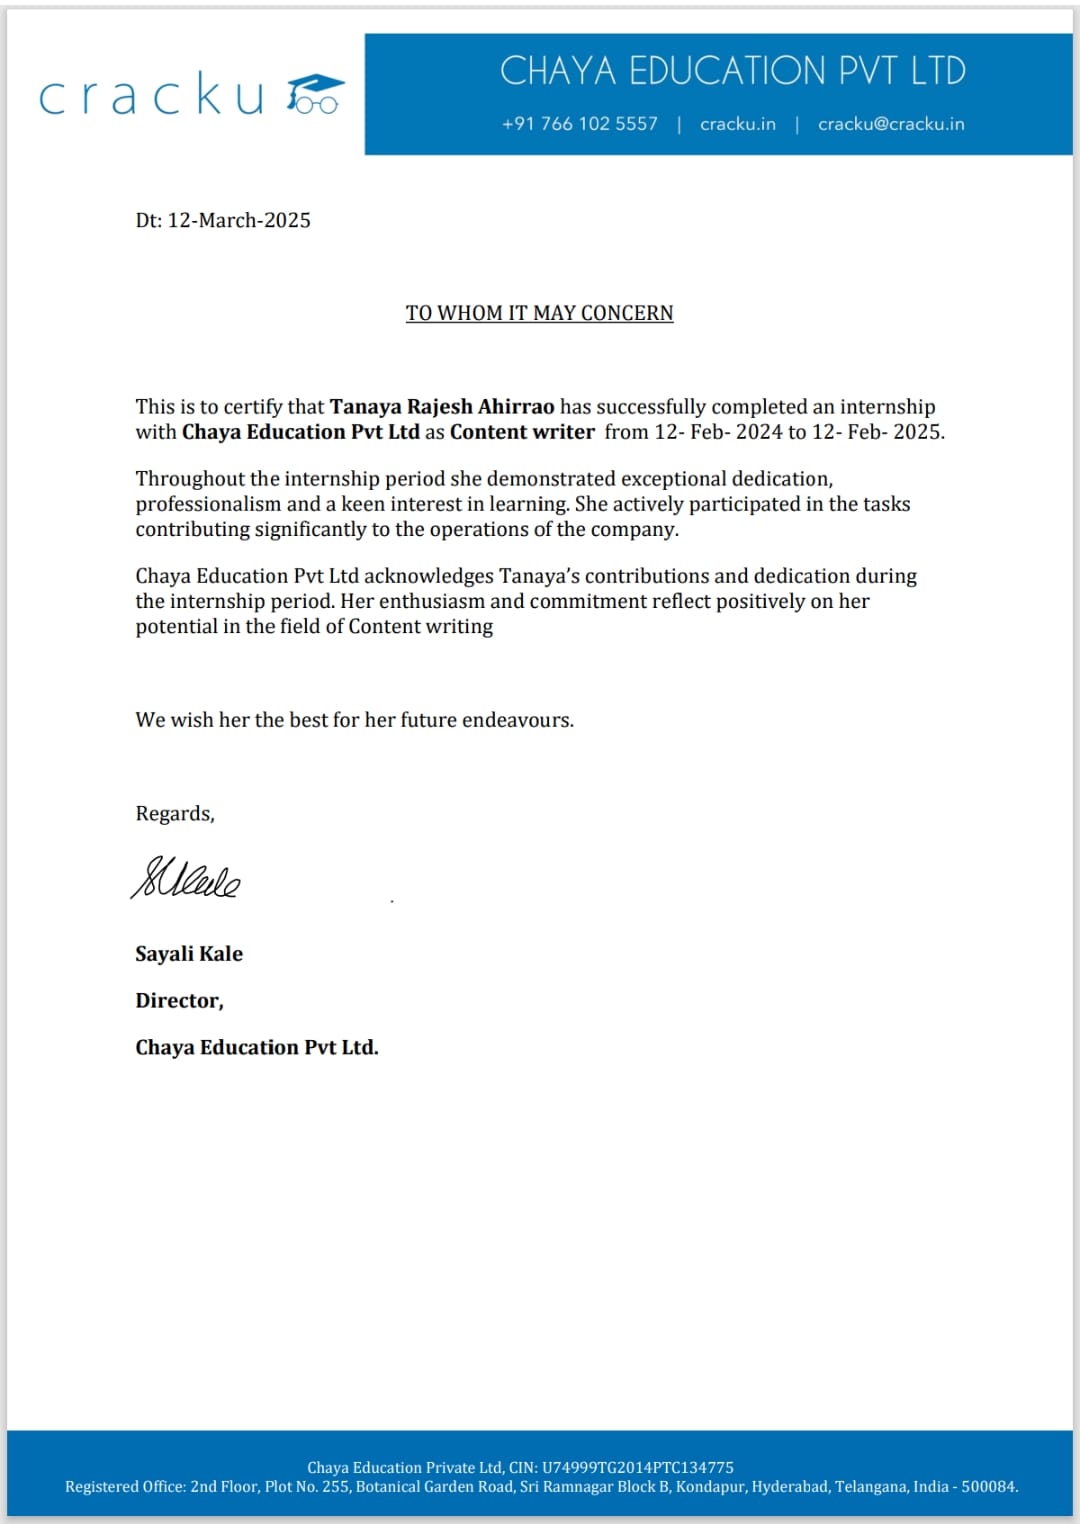 cracku
CHAYA EDUCATION PVT LTD
+91 766 102 5557 | cracku.in | cracku@cracku.in
Dt: 12-March-2025
TO WHOM IT MAY CONCERN
This is to certify that Tanaya Rajesh Ahirrao has successfully completed an internship
with Chaya Education Pvt Ltd as Content writer from 12- Feb- 2024 to 12- Feb- 2025.
Throughout the internship period she demonstrated exceptional dedication,
professionalism and a keen interest in learning. She actively participated in the tasks
contributing significantly to the operations of the company.
Chaya Education Pvt Ltd acknowledges Tanaya’s contributions and dedication during
the internship period. Her enthusiasm and commitment reflect positively on her
potential in the field of Content writing
We wish her the best for her future endeavours.
Regards,
Sayali Kale
Director,
Chaya Education Pvt Ltd.
Chaya Education Private Ltd, CIN: U74999TG2014PTC134775
Registered Office: 2nd Floor, Plot No. 255, Botanical Garden Road, Sri Ramnagar Block B, Kondapur, Hyderabad, Telangana, India - 500084.